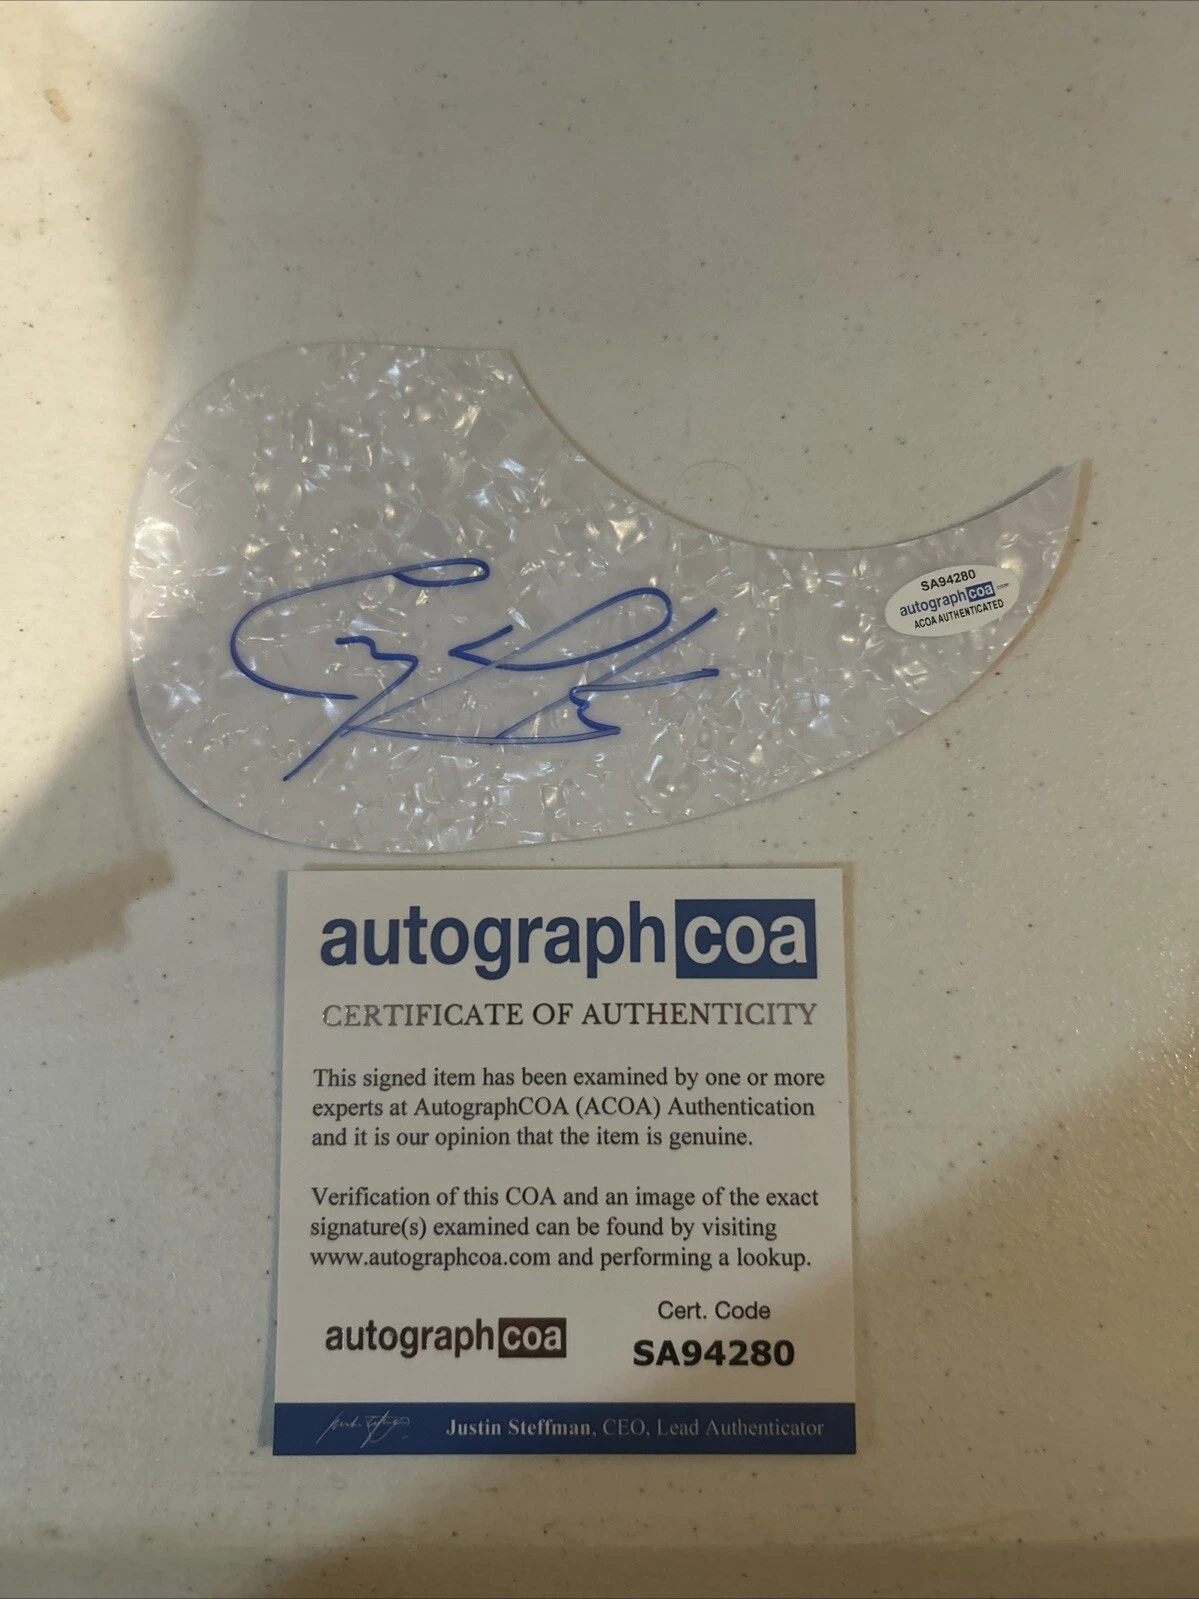 SA94280
autographcoa.com
ACOA AUTHENTICATED
autographcoa
CERTIFICATE OF AUTHENTICITY
This signed item has been examined by one or more
experts at AutographCOA (ACOA) Authentication
and it is our opinion that the item is genuine.
Verification of this COA and an image of the exact
signature(s) examined can be found by visiting
www.autographcoa.com and performing a lookup.
autographcoa
Cert. Code
SA94280
Justin Steffman, CEO, Lead Authenticator